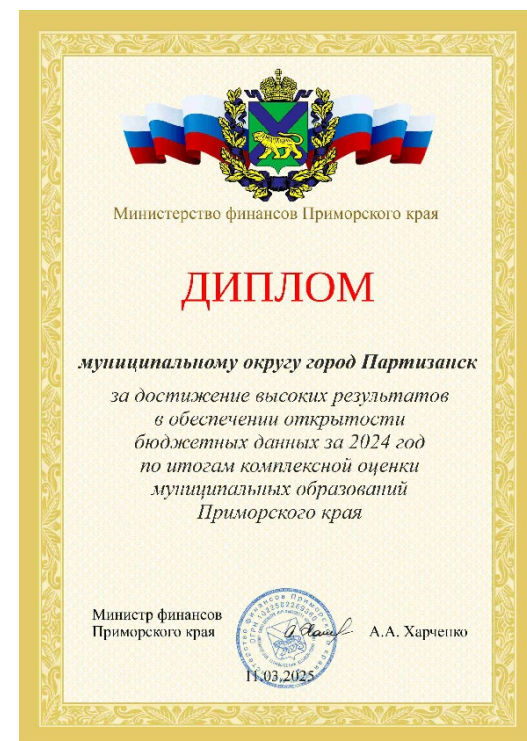 Министерство финансов Приморского края
ДИПЛОМ
муниципальному округу город Партизанск
за достижение высоких результатов
в обеспечении открытости
бюджетных данных за 2024 год
по итогам комплексной оценки
муниципальных образований
Приморского края
Министр финансов
Приморского края
А.А. Харченко
11.03.2025